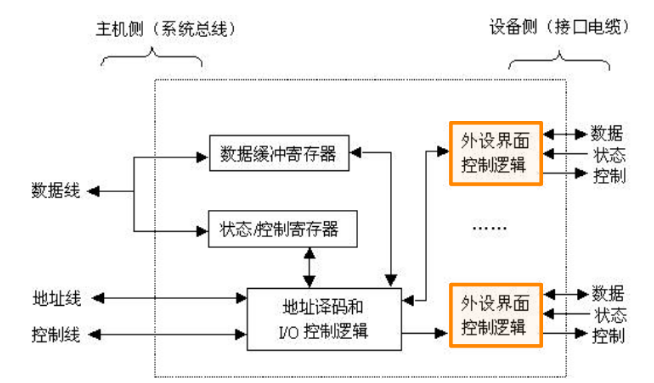 主机侧（系统总线）
设备侧（接口电缆）
数据缓冲寄存器
外设界面
控制逻辑
数据
状态
控制
数据线
状态/控制寄存器
……
地址线
控制线
地址译码和
I/O 控制逻辑
外设界面
控制逻辑
数据
状态
控制